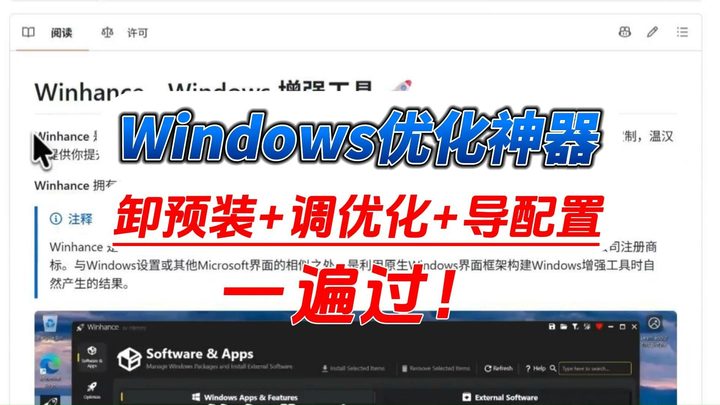 阅读 许可
Winhance Windows 增强工具
Windows优化神器
Winhance 是 制，温汉
提供你提
卸预装+调优化+导配置
Winhance 拥有
注释
Winhance 是 司注册商
标。与Windows设置或其他Microsoft界面的相似之处，是利用原生Windows界面框架构建Windows增强工具时自
然产生的结果。
一遍过！
Winhance
Software & Apps
Manage Windows Packages and Install External Software
Install Selected Items Remove Selected Items Refresh Help Type here to search...
Windows Apps & Features External Software